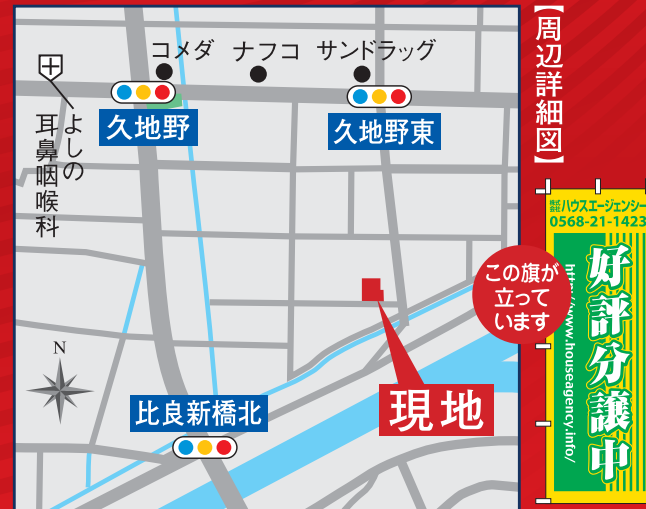 【周辺詳細図】
コメダ
ナフコ
サンドラッグ
よしの
耳鼻咽喉科
久地野
久地野東
N
比良新橋北
現地
この旗が
立って
います
株式会社ハウスエージェンシー
0568-21-1423
好評分譲中
http://www.houseagency.info/